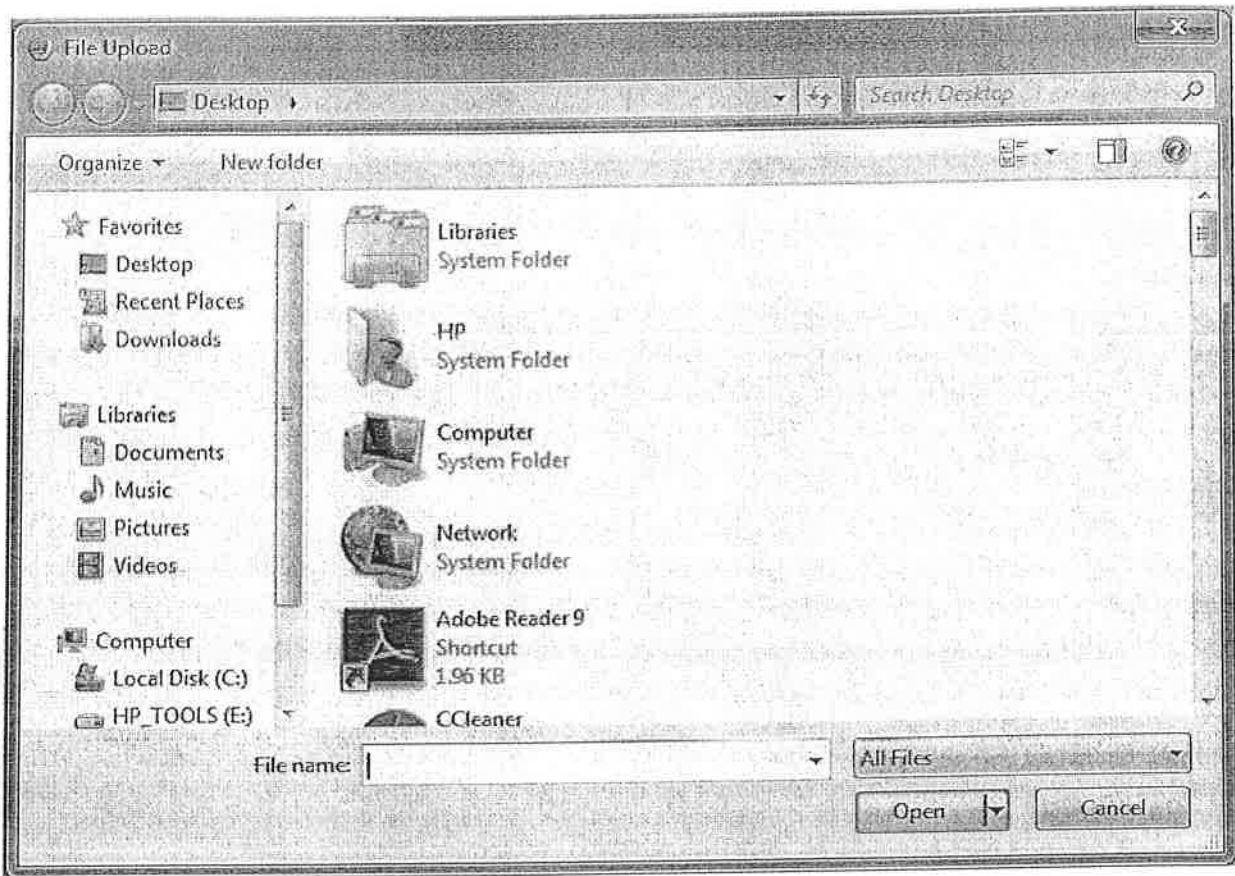 File Upload
Desktop
Search Desktop
Organize
New folder
Favorites
Desktop
Recent Places
Downloads
Libraries
Documents
Music
Pictures
Videos
Computer
Local Disk (C:)
HP_TOOLS (E:)
Libraries
System Folder
HP
System Folder
Computer
System Folder
Network
System Folder
Adobe Reader 9
Shortcut
1.96 KB
CCleaner
File name:
All Files
Open
Cancel